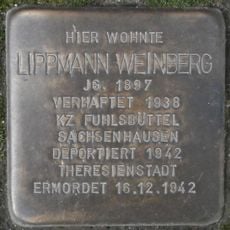 HIER WOHNTE
LIPPMANN WEINBERG
JG. 1897
VERHAFTET 1938
KZ FUHLSBÜTTEL
SACHSENHAUSEN
DEPORTIERT 1942
THERESIENSTADT
ERMORDET 16.12.1942